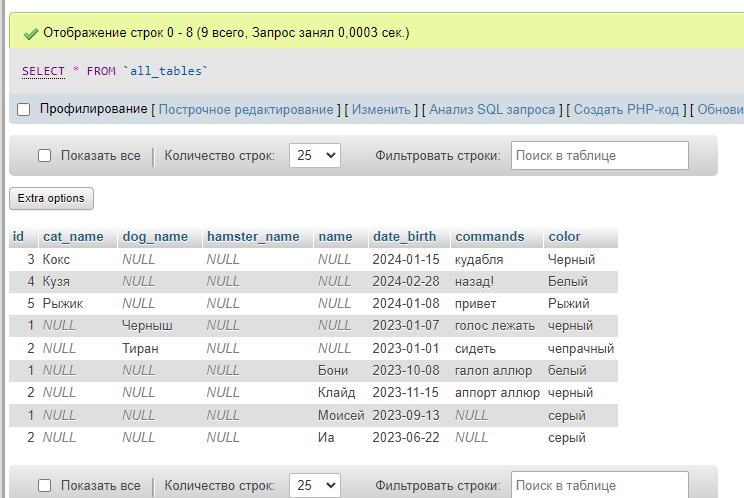 Отображение строк 0 - 8 (9 всего, Запрос занял 0,0003 сек.)
SELECT * FROM `all_tables`
Профилирование [ Построчное редактирование ] [ Изменить ] [ Анализ SQL запроса ] [ Создать PHP-код ] [ Обнови
Показать все Количество строк: 25 Фильтровать строки: Поиск в таблице
Extra options
id cat_name dog_name hamster_name name date_birth commands color
3 Кокс NULL NULL NULL 2024-01-15 кудабля Черный
4 Кузя NULL NULL NULL 2024-02-28 назад! Белый
5 Рыжик NULL NULL NULL 2024-01-08 привет Рыжий
1 NULL Черныш NULL NULL 2023-01-07 голос лежать черный
2 NULL Тиран NULL NULL 2023-01-01 сидеть чепрачный
1 NULL NULL NULL Бони 2023-10-08 галоп аллюр белый
2 NULL NULL NULL Клайд 2023-11-15 аппорт аллюр черный
1 NULL NULL NULL Моисей 2023-09-13 NULL серый
2 NULL NULL NULL Иа 2023-06-22 NULL серый
Показать все Количество строк: 25 Фильтровать строки: Поиск в таблице